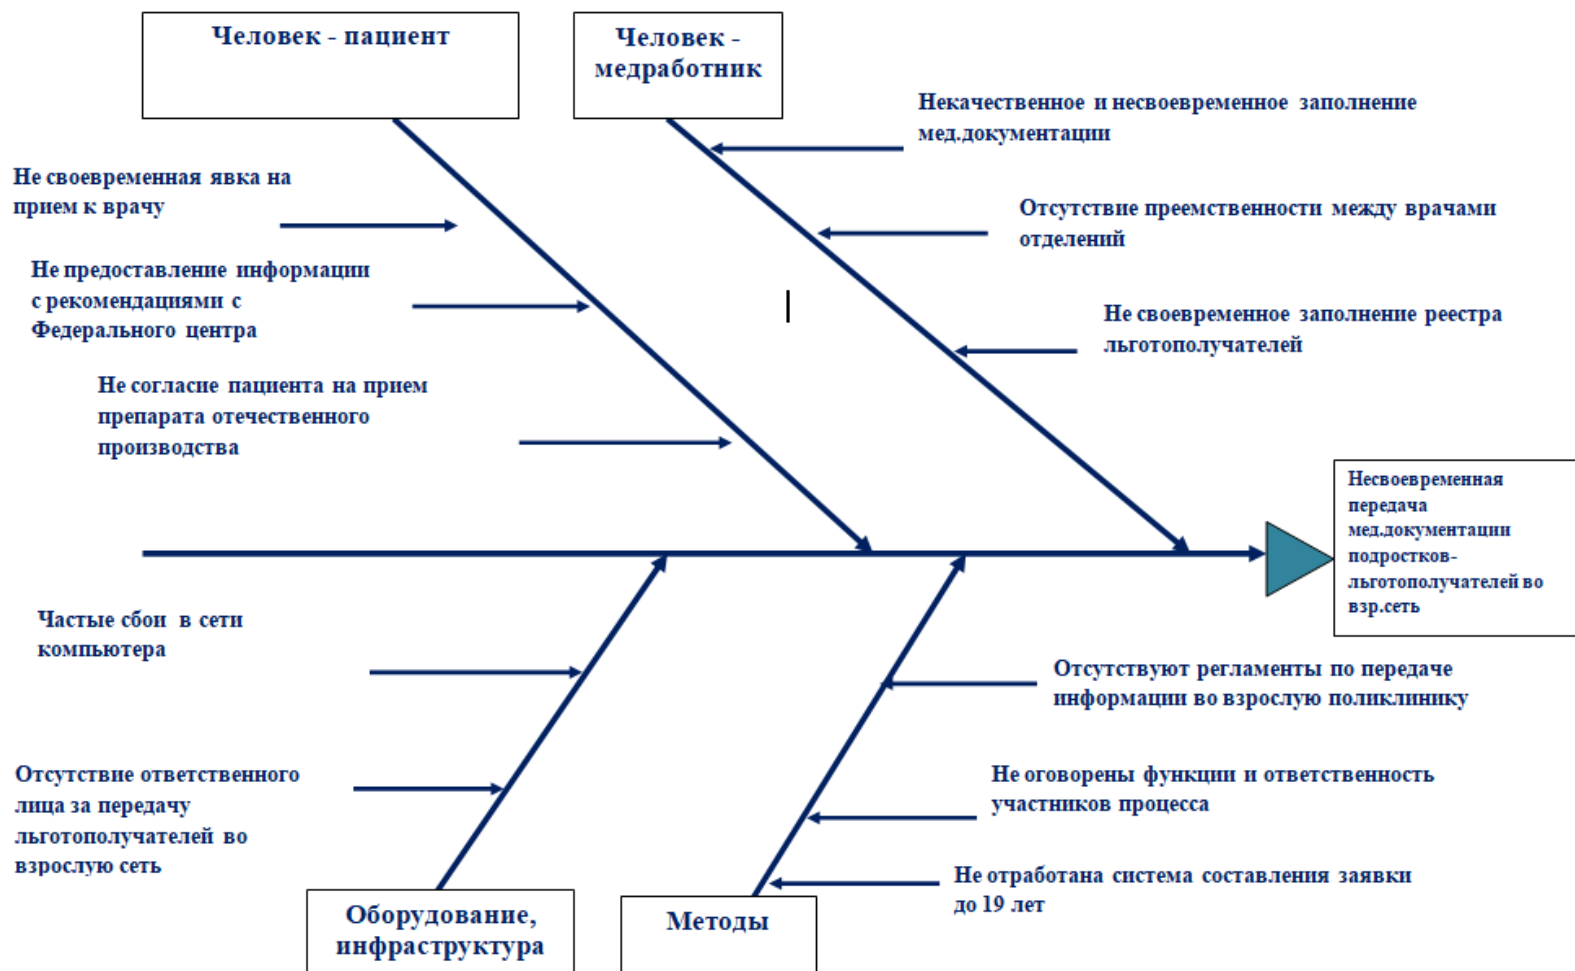 Человек - пациент
Человек -
медработник
Некачественное и несвоевременное заполнение
мед.документации
Не своевременная явка на
прием к врачу
Отсутствие преемственности между врачами
отделений
Не предоставление информации
с рекомендациями с
Федерального центра
Не своевременное заполнение реестра
льготополучателей
Не согласие пациента на прием
препарата отечественного
производства
Несвоевременная
передача
мед.документации
подростков-
льготополучателей во
взр.сеть
Частые сбои в сети
компьютера
Отсутствуют регламенты по передаче
информации во взрослую поликлинику
Отсутствие ответственного
лица за передачу
льготополучателей во
взрослую сеть
Не оговорены функции и ответственность
участников процесса
Не отработана система составления заявки
до 19 лет
Оборудование,
инфраструктура
Методы